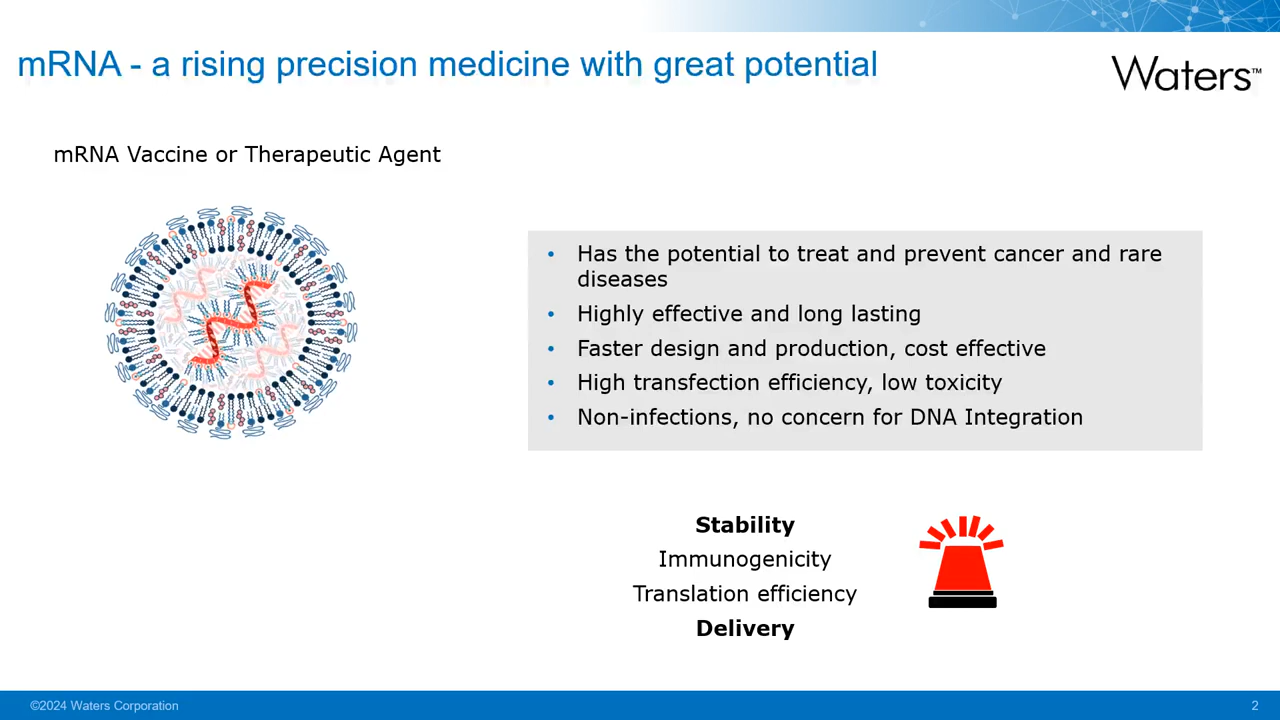 mRNA - a rising precision medicine with great potential
Waters™
mRNA Vaccine or Therapeutic Agent
• Has the potential to treat and prevent cancer and rare
diseases
• Highly effective and long lasting
• Faster design and production, cost effective
• High transfection efficiency, low toxicity
• Non-infections, no concern for DNA Integration
Stability
Immunogenicity
Translation efficiency
Delivery
©2024 Waters Corporation
2